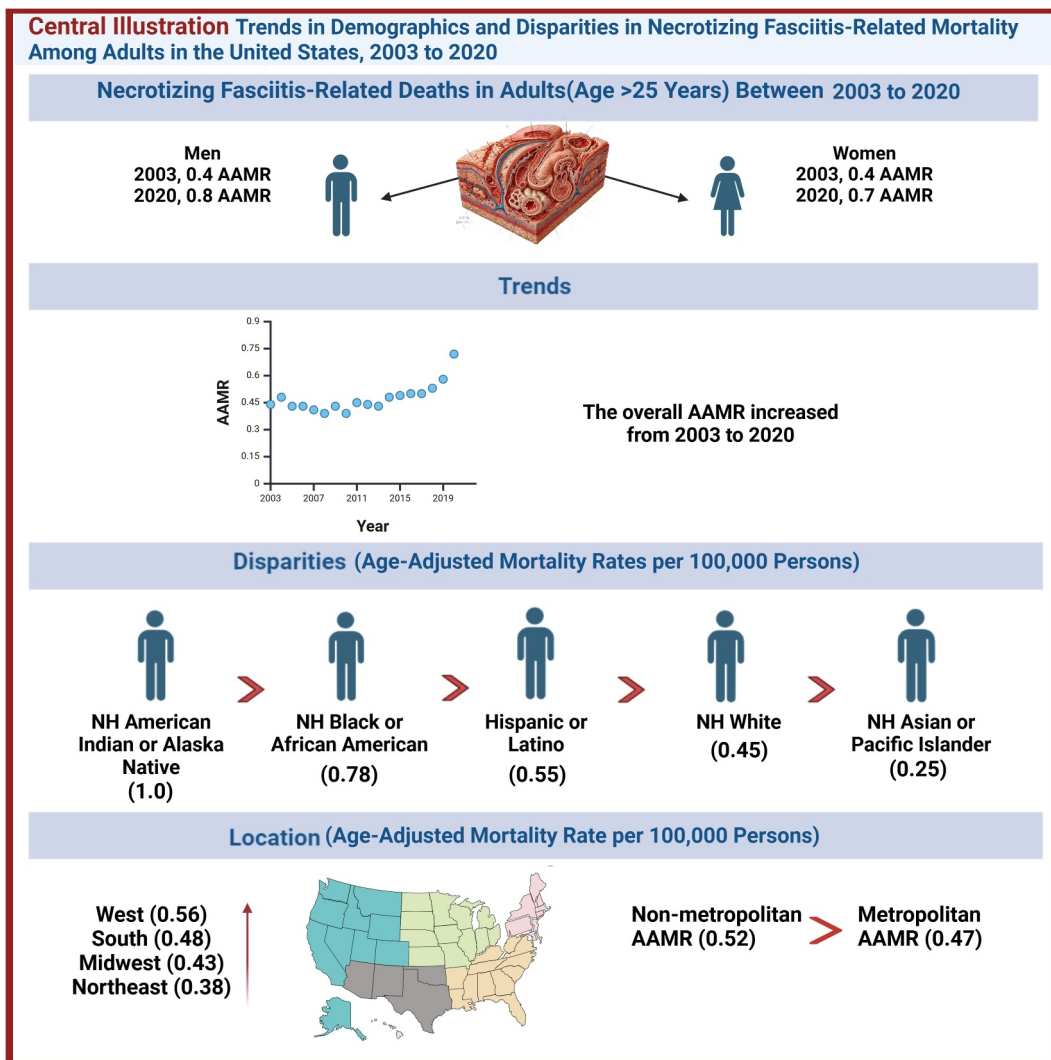 Central Illustration Trends in Demographics and Disparities in Necrotizing Fasciitis-Related Mortality
Among Adults in the United States, 2003 to 2020
Necrotizing Fasciitis-Related Deaths in Adults(Age >25 Years) Between 2003 to 2020
Men
2003, 0.4 AAMR
2020, 0.8 AAMR
Women
2003, 0.4 AAMR
2020, 0.7 AAMR
Trends
0.9
0.75
0.6
0.45
0.3
0.15
0
AAMR
2003 2007 2011 2015 2019
Year
The overall AAMR increased
from 2003 to 2020
Disparities (Age-Adjusted Mortality Rates per 100,000 Persons)
NH American
Indian or Alaska
Native
(1.0)
NH Black or
African American
(0.78)
Hispanic or
Latino
(0.55)
NH White
(0.45)
NH Asian or
Pacific Islander
(0.25)
Location (Age-Adjusted Mortality Rate per 100,000 Persons)
West (0.56)
South (0.48)
Midwest (0.43)
Northeast (0.38)
Non-metropolitan
AAMR (0.52)
Metropolitan
AAMR (0.47)